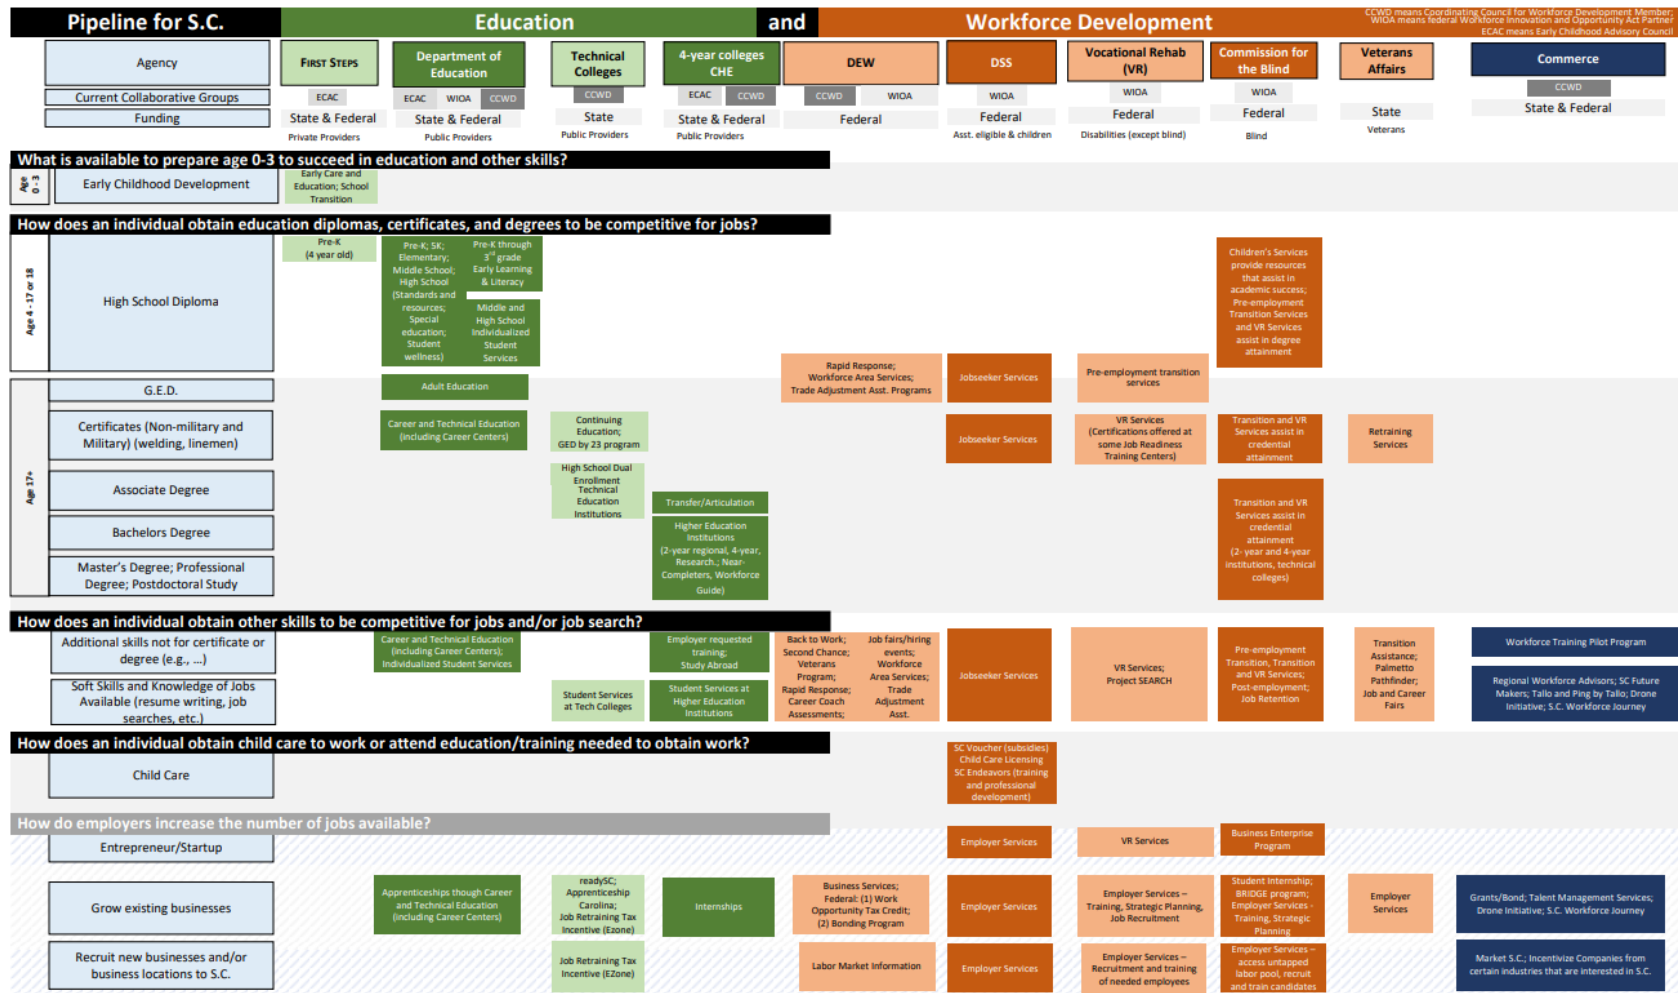 Pipeline for S.C.
Education
and
Workforce Development
CCWD means Coordinating Council for Workforce Development Member;
WIOA means federal Workforce Innovation and Opportunity Act Partner
ECAC means Early Childhood Advisory Council
Agency
FIRST STEPS
Department of
Education
Technical
Colleges
4-year colleges
CHE
DEW
DSS
Vocational Rehab
(VR)
Commission for
the Blind
Veterans
Affairs
Commerce
Current Collaborative Groups
ECAC
ECAC WIOA CCWD
CCWD
ECAC CCWD
CCWD WIOA
WIOA
WIOA
WIOA
CCWD
Funding
State & Federal
State & Federal
State
State & Federal
Federal
Federal
Federal
Federal
State
State & Federal
Private Providers
Public Providers
Public Providers
Public Providers
Asst. eligible & children
Disabilities (except blind)
Blind
Veterans
What is available to prepare age 0-3 to succeed in education and other skills?
Age
0 - 3
Early Childhood Development
Early Care and
Education; School
Transition
How does an individual obtain education diplomas, certificates, and degrees to be competitive for jobs?
Age 4 - 17 or 18
High School Diploma
Pre-K
(4 year old)
Pre-K; 5K;
Elementary;
Middle School;
High School
(Standards and
resources;
Special
education;
Student
wellness)
Pre-K through
3rd grade
Early Learning
& Literacy
Middle and
High School
Individualized
Student
Services
Children's Services
provide resources
that assist in
academic success;
Pre-employment
Transition Services
and VR Services
assist in degree
attainment
Rapid Response;
Workforce Area Services;
Trade Adjustment Asst. Programs
Jobseeker Services
Pre-employment transition
services
Age 17+
G.E.D.
Adult Education
Certificates (Non-military and
Military) (welding, linemen)
Career and Technical Education
(including Career Centers)
Continuing
Education;
GED by 23 program
Jobseeker Services
VR Services
(Certifications offered at
some Job Readiness
Training Centers)
Transition and VR
Services assist in
credential
attainment
Retraining
Services
Associate Degree
High School Dual
Enrollment
Technical
Education
Institutions
Transfer/Articulation
Bachelors Degree
Higher Education
Institutions
(2-year regional, 4-year,
Research.; Near-
Completers, Workforce
Guide)
Transition and VR
Services assist in
credential
attainment
(2- year and 4-year
institutions, technical
colleges)
Master's Degree; Professional
Degree; Postdoctoral Study
How does an individual obtain other skills to be competitive for jobs and/or job search?
Additional skills not for certificate or
degree (e.g., ...)
Career and Technical Education
(including Career Centers);
Individualized Student Services
Employer requested
training;
Study Abroad
Back to Work;
Second Chance;
Veterans
Program;
Rapid Response;
Career Coach
Assessments;
Job fairs/hiring
events;
Workforce
Area Services;
Trade
Adjustment
Asst.
Jobseeker Services
VR Services;
Project SEARCH
Pre-employment
Transition, Transition
and VR Services;
Post-employment;
Job Retention
Transition
Assistance;
Palmetto
Pathfinder;
Job and Career
Fairs
Workforce Training Pilot Program
Soft Skills and Knowledge of Jobs
Available (resume writing, job
searches, etc.)
Student Services
at Tech Colleges
Student Services at
Higher Education
Institutions
Regional Workforce Advisors; SC Future
Makers; Tallo and Ping by Tallo; Drone
Initiative; S.C. Workforce Journey
How does an individual obtain child care to work or attend education/training needed to obtain work?
Child Care
SC Voucher (subsidies)
Child Care Licensing
SC Endeavors (training
and professional
development)
How do employers increase the number of jobs available?
Entrepreneur/Startup
Employer Services
VR Services
Business Enterprise
Program
Grow existing businesses
Apprenticeships though Career
and Technical Education
(including Career Centers)
readySC;
Apprenticeship
Carolina;
Job Retraining Tax
Incentive (Ezone)
Internships
Business Services;
Federal: (1) Work
Opportunity Tax Credit;
(2) Bonding Program
Employer Services
Employer Services –
Training, Strategic Planning,
Job Recruitment
Student Internship;
BRIDGE program;
Employer Services -
Training, Strategic
Planning
Employer
Services
Grants/Bond; Talent Management Services;
Drone Initiative; S.C. Workforce Journey
Recruit new businesses and/or
business locations to S.C.
Job Retraining Tax
Incentive (EZone)
Labor Market Information
Employer Services
Employer Services –
Recruitment and training
of needed employees
Employer Services –
access untapped
labor pool, recruit
and train candidates
Market S.C.; Incentivize Companies from
certain industries that are interested in S.C.